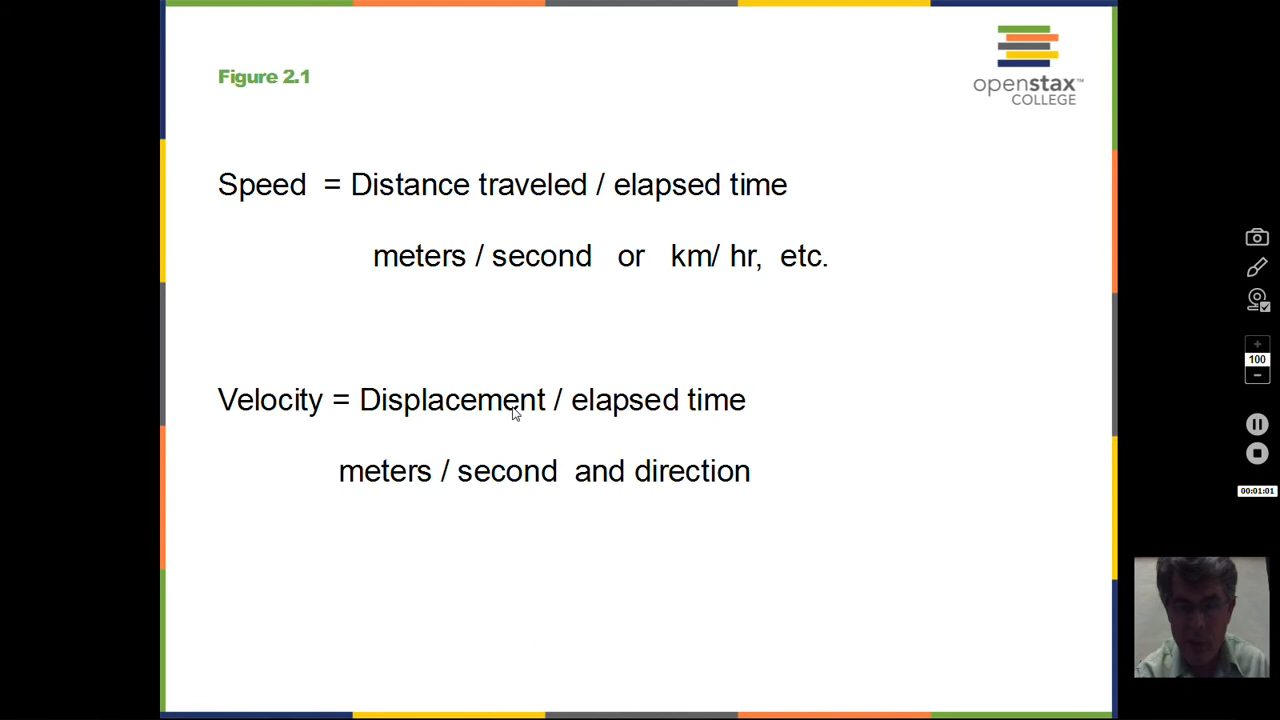 Figure 2.1
openstax™
COLLEGE
Speed = Distance traveled / elapsed time
meters / second or km/ hr, etc.
Velocity = Displacement / elapsed time
meters / second and direction
+
100
−
00:01:01